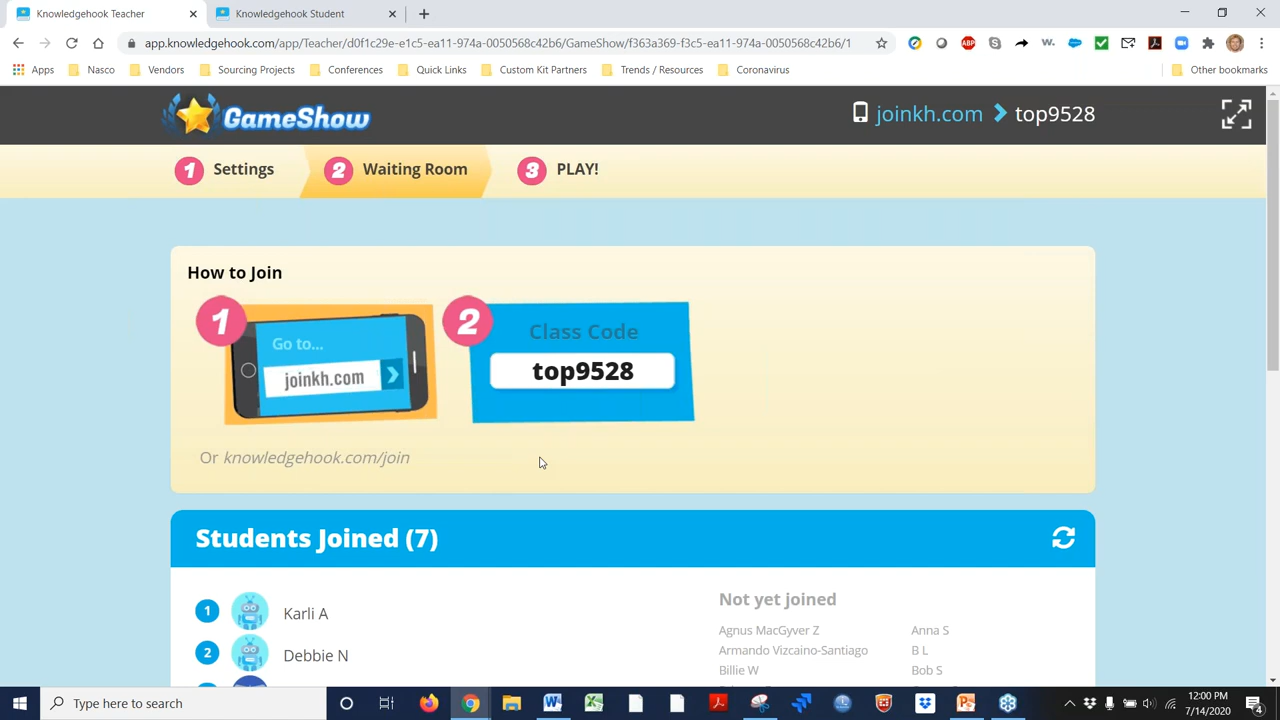 Knowledgehook Teacher
Knowledgehook Student
app.knowledgehook.com/app/Teacher/d0f1c29e-e1c5-ea11-974a-0050568c42b6/GameShow/f363a369-f3c5-ea11-974a-0050568c42b6/1
Apps Nasco Vendors Sourcing Projects Conferences Quick Links Custom Kit Partners Trends / Resources Coronavirus Other bookmarks
GameShow
joinkh.com top9528
1 Settings
2 Waiting Room
3 PLAY!
How to Join
1
Go to...
joinkh.com
2
Class Code
top9528
Or knowledgehook.com/join
Students Joined (7)
1 Karli A
2 Debbie N
Not yet joined
Agnus MacGyver Z Anna S
Armando Vizcaino-Santiago B L
Billie W Bob S
Type here to search
12:00 PM
7/14/2020